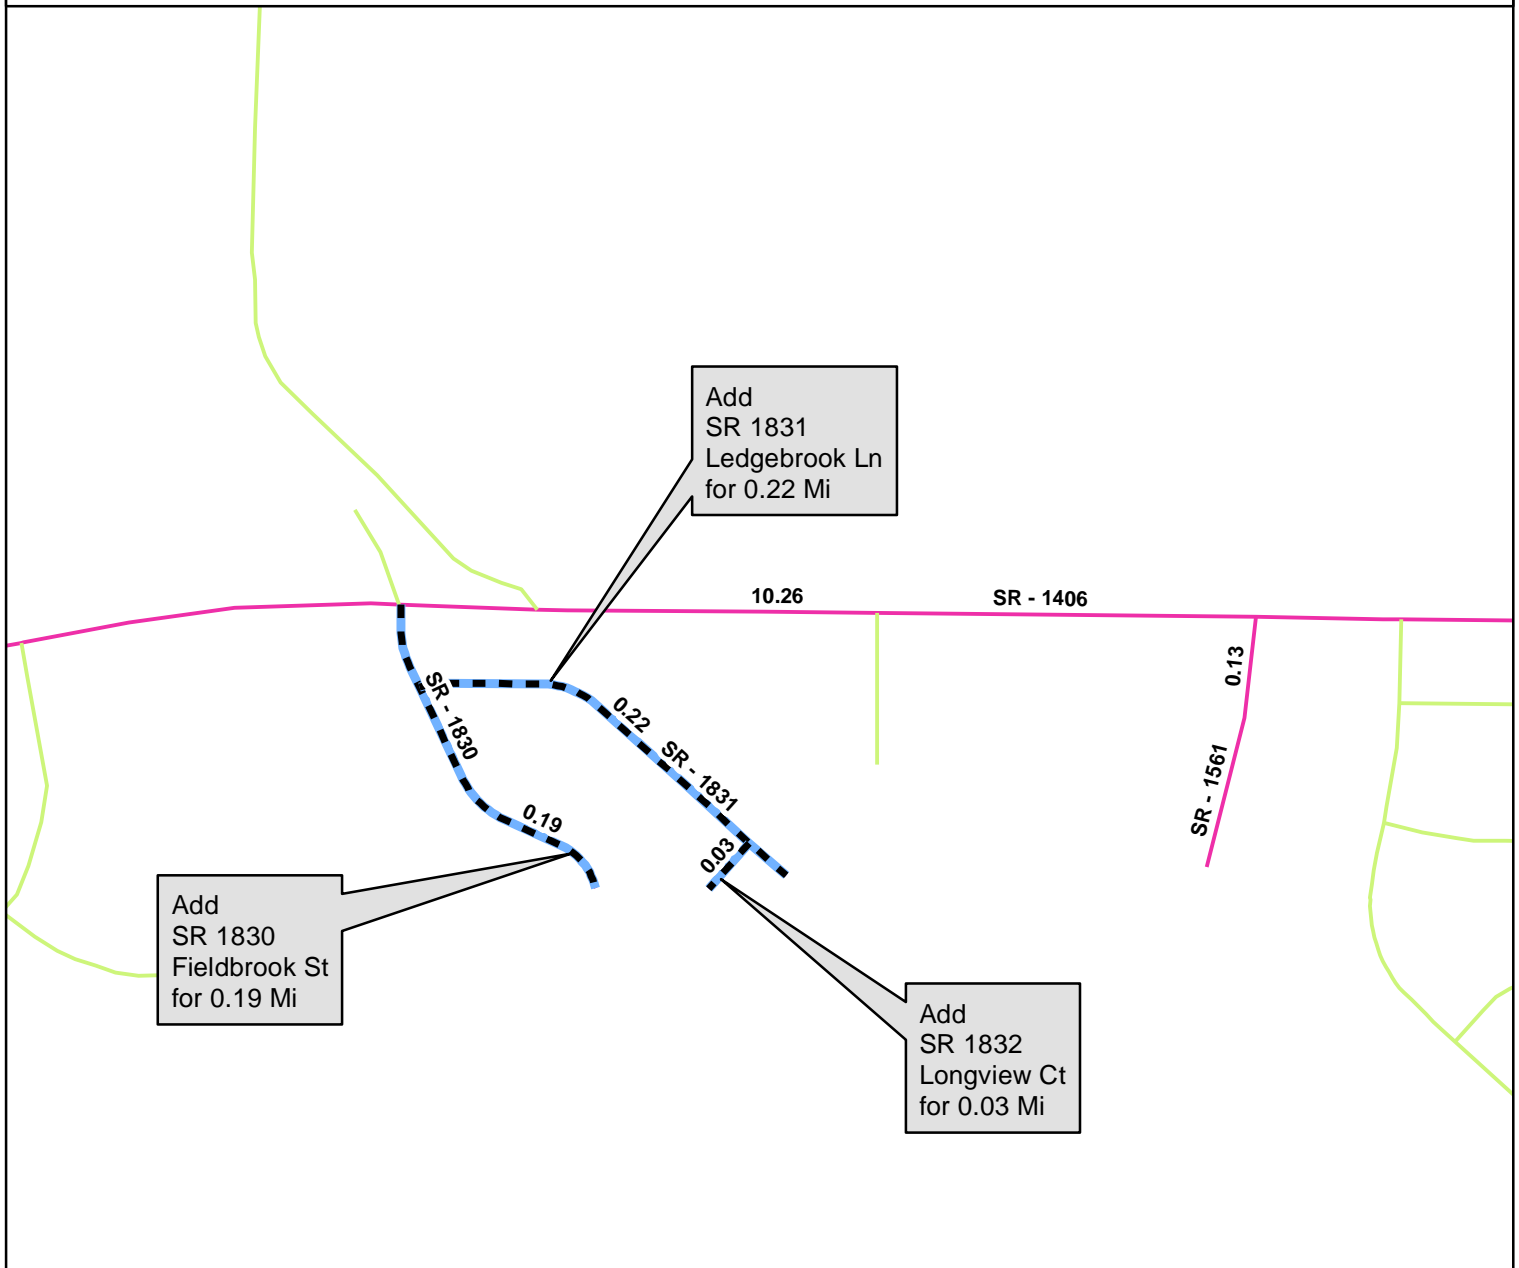 Add
SR 1831
Ledgebrook Ln
for 0.22 Mi
10.26
SR - 1406
0.13
SR - 1561
SR - 1830
0.22
SR - 1831
0.19
0.03
Add
SR 1830
Fieldbrook St
for 0.19 Mi
Add
SR 1832
Longview Ct
for 0.03 Mi